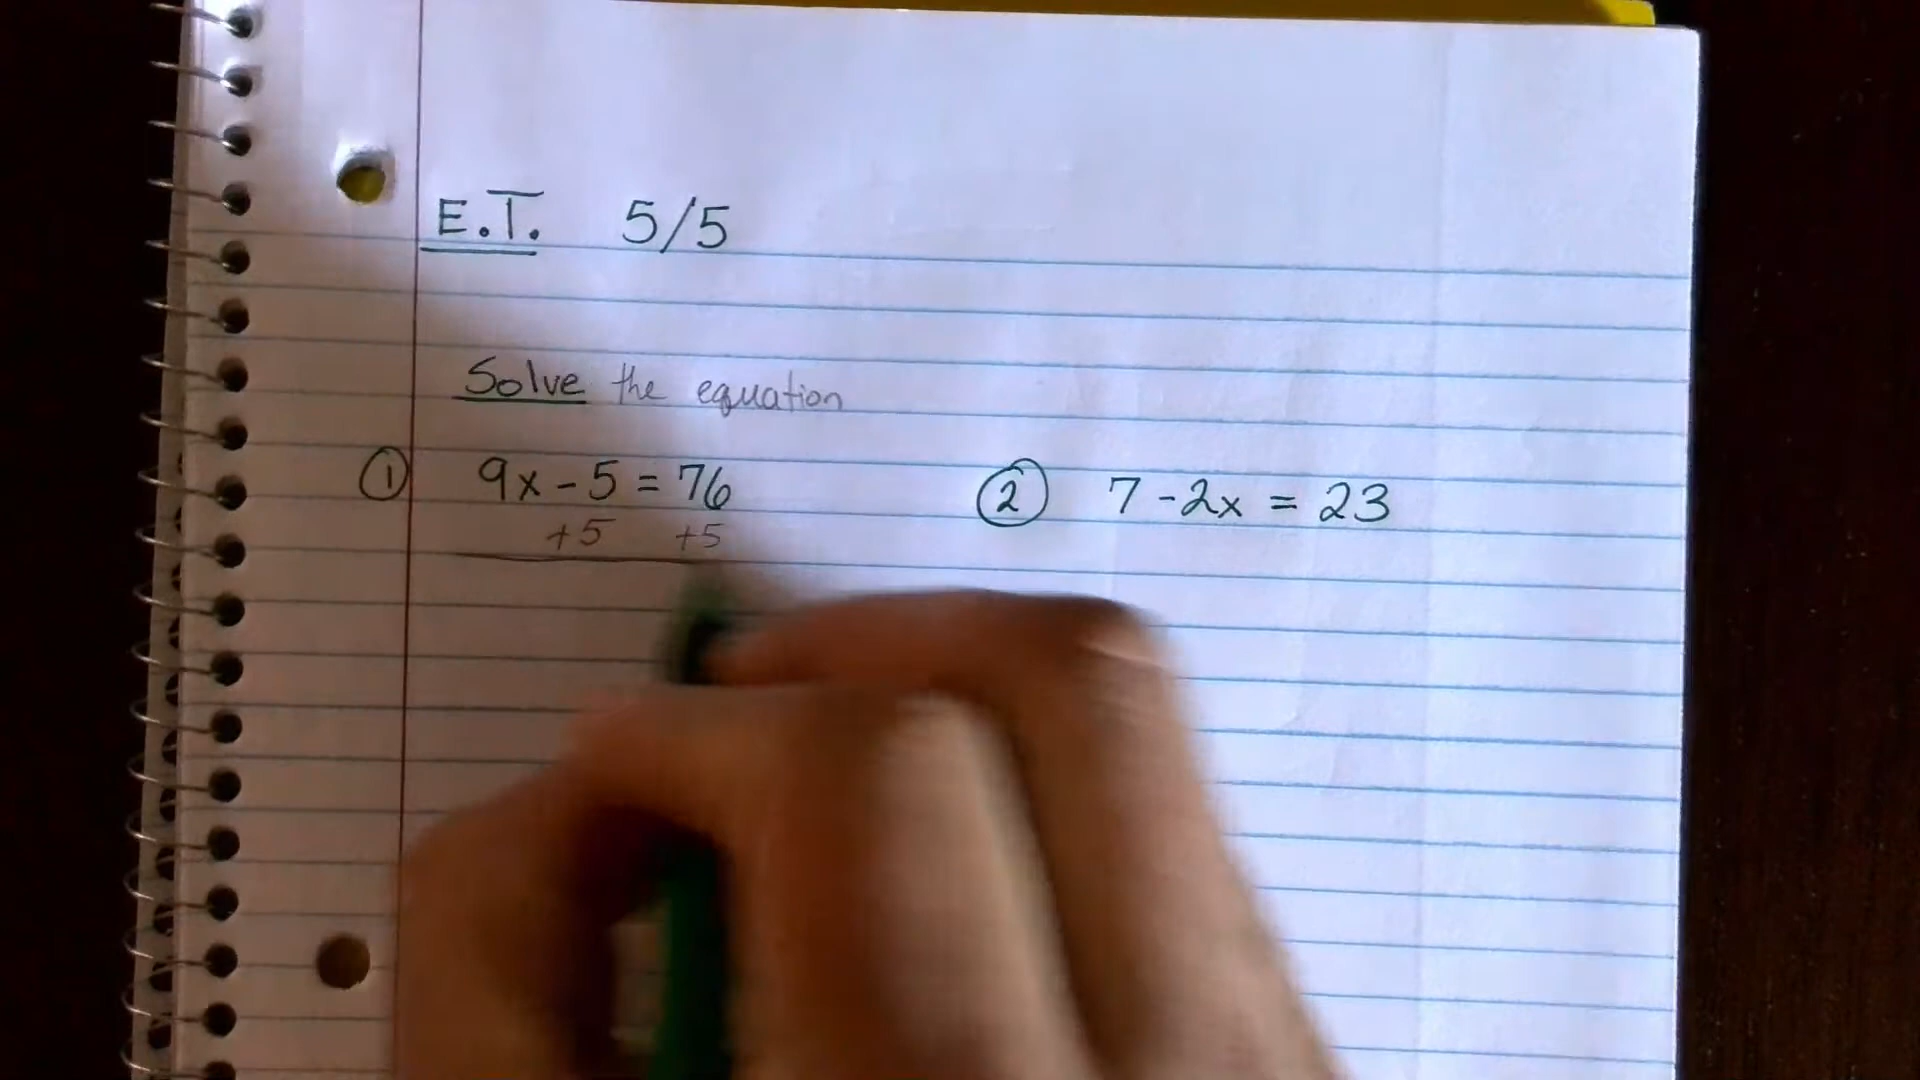 E.T. 5/5
Solve the equation
① 9x - 5 = 76
+5 +5
② 7 - 2x = 23